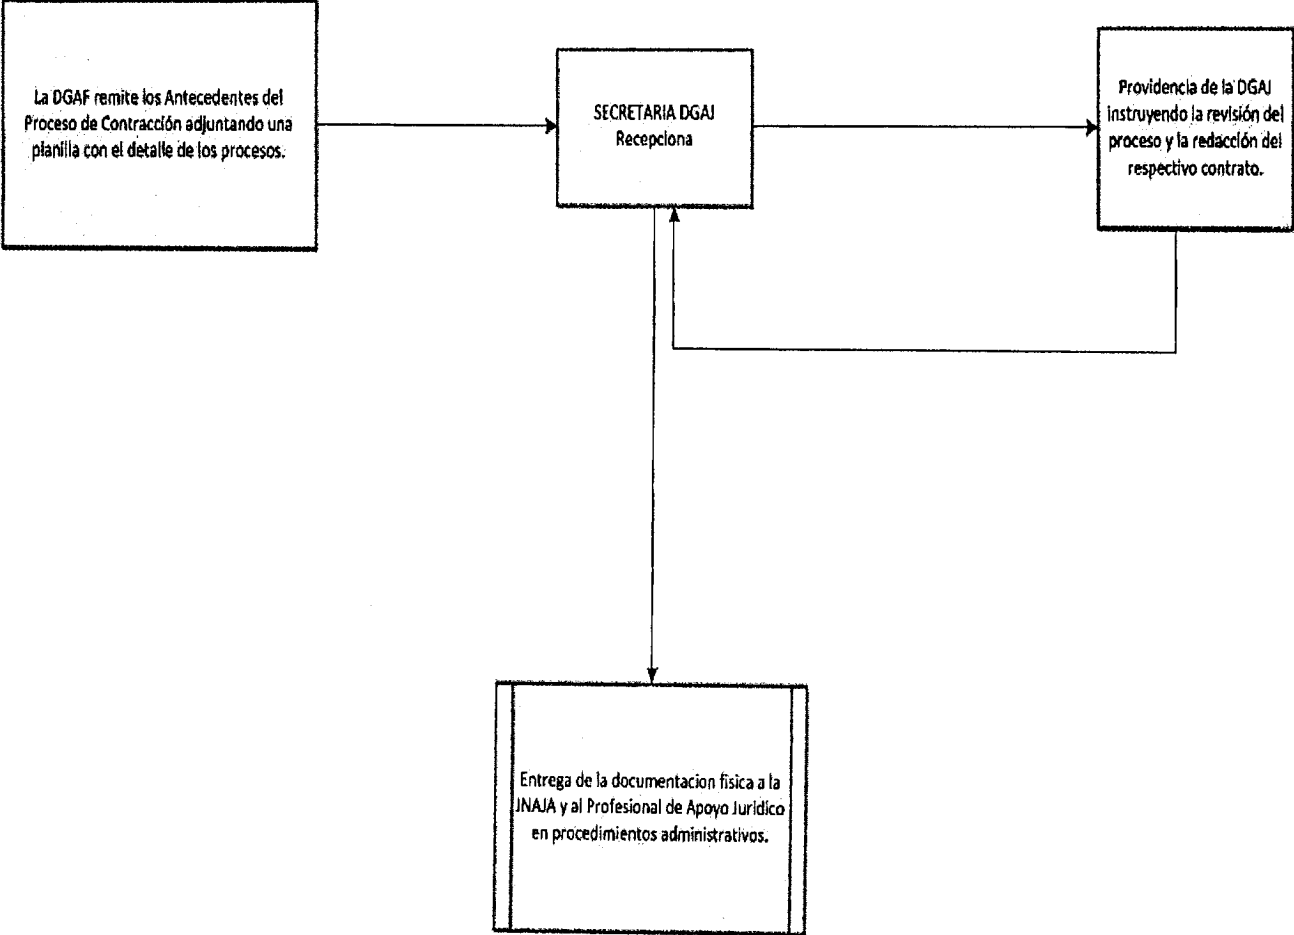 La DGAF remite los Antecedentes del
Proceso de Contracción adjuntando una
planilla con el detalle de los procesos.
SECRETARIA DGAJ
Recepciona
Providencia de la DGAJ
instruyendo la revisión del
proceso y la redacción del
respectivo contrato.
Entrega de la documentacion fisica a la
JNAJA y al Profesional de Apoyo Juridico
en procedimientos administrativos.